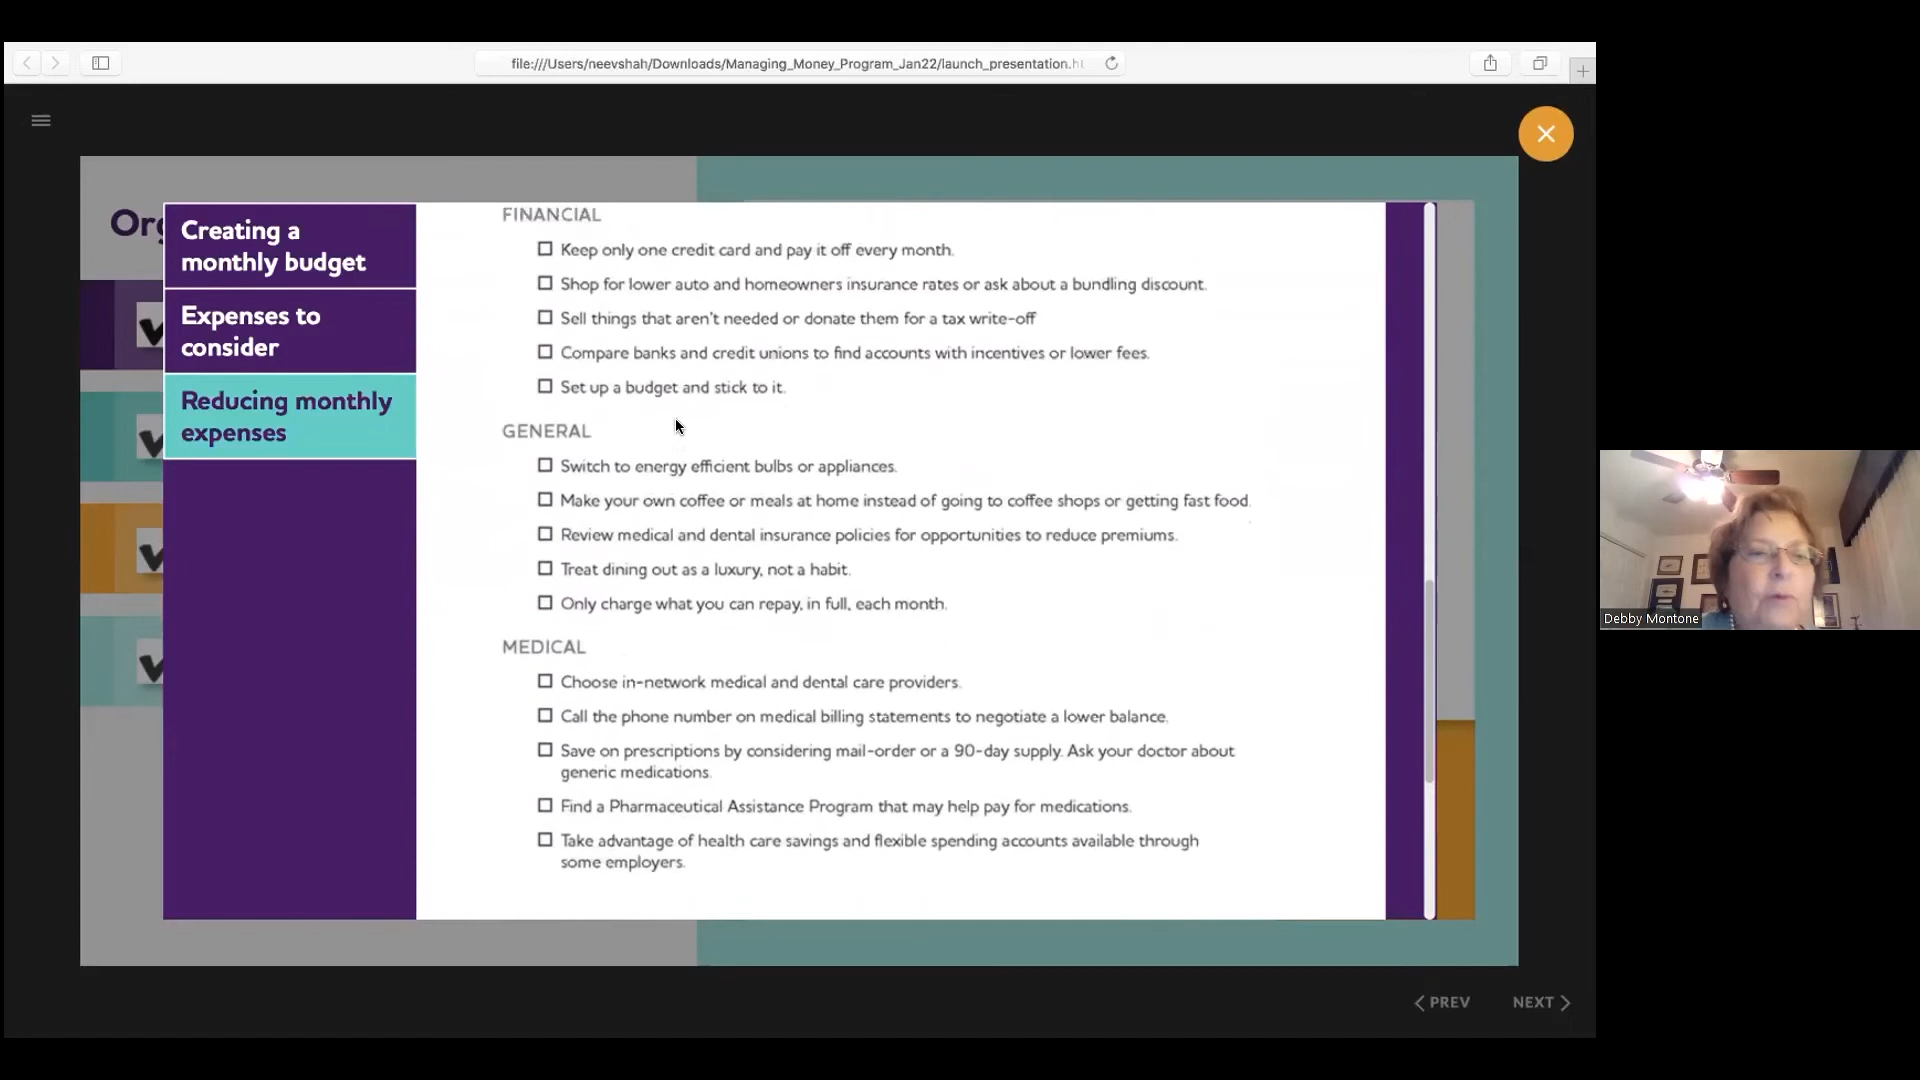 file:///Users/neevshah/Downloads/Managing_Money_Program_Jan22/launch_presentation.h
Creating a
monthly budget
Expenses to
consider
Reducing monthly
expenses
FINANCIAL
Keep only one credit card and pay it off every month.
Shop for lower auto and homeowners insurance rates or ask about a bundling discount.
Sell things that aren't needed or donate them for a tax write-off
Compare banks and credit unions to find accounts with incentives or lower fees.
Set up a budget and stick to it.
GENERAL
Switch to energy efficient bulbs or appliances.
Make your own coffee or meals at home instead of going to coffee shops or getting fast food.
Review medical and dental insurance policies for opportunities to reduce premiums.
Treat dining out as a luxury, not a habit.
Only charge what you can repay, in full, each month.
MEDICAL
Choose in-network medical and dental care providers.
Call the phone number on medical billing statements to negotiate a lower balance.
Save on prescriptions by considering mail-order or a 90-day supply. Ask your doctor about
generic medications.
Find a Pharmaceutical Assistance Program that may help pay for medications.
Take advantage of health care savings and flexible spending accounts available through
some employers.
PREV
NEXT
Debby Montone